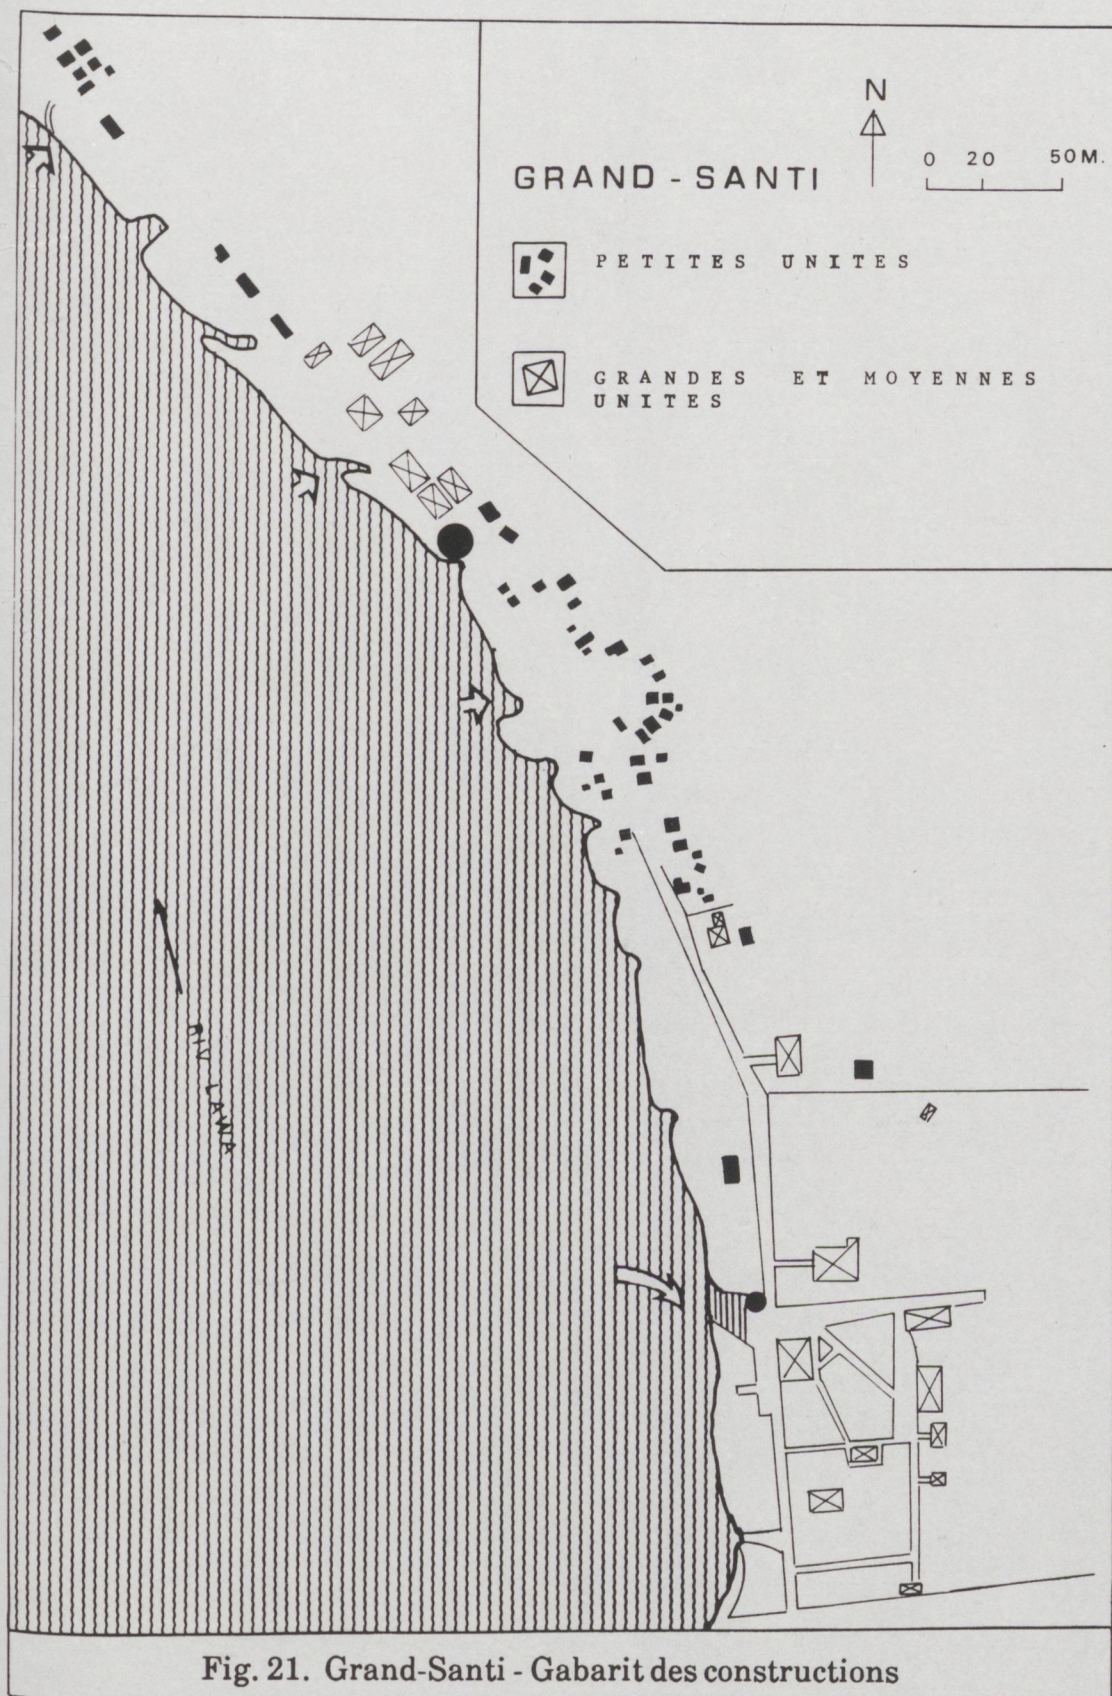 N
0 20 50M.
GRAND - SANTI
PETITES UNITES
GRANDES ET MOYENNES
UNITES
RIV LAWA
Fig. 21. Grand-Santi - Gabarit des constructions